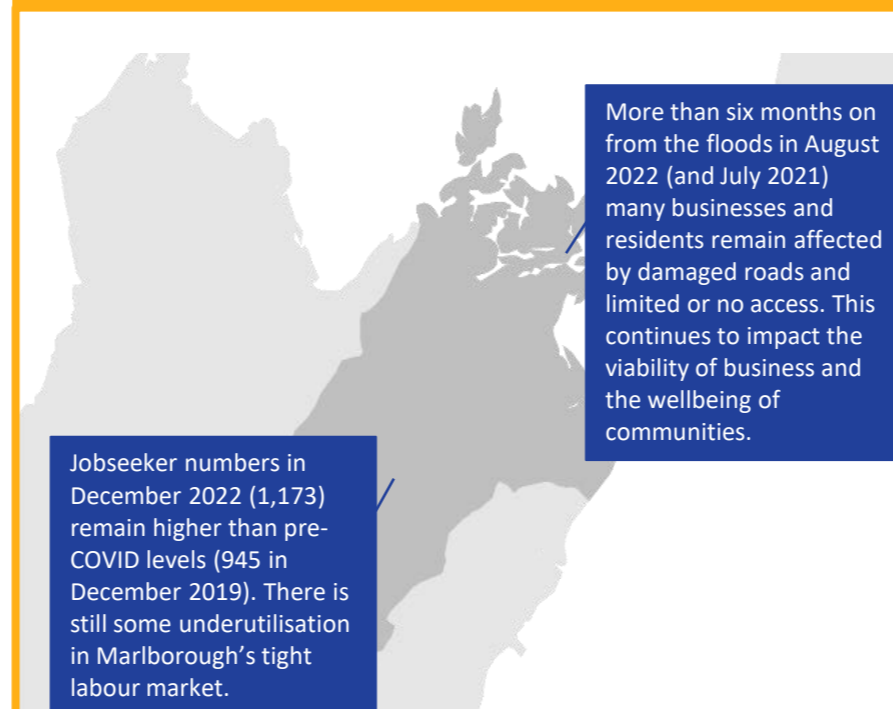 More than six months on
from the floods in August
2022 (and July 2021)
many businesses and
residents remain affected
by damaged roads and
limited or no access. This
continues to impact the
viability of business and
the wellbeing of
communities.
Jobseeker numbers in
December 2022 (1,173)
remain higher than pre-
COVID levels (945 in
December 2019). There is
still some underutilisation
in Marlborough’s tight
labour market.